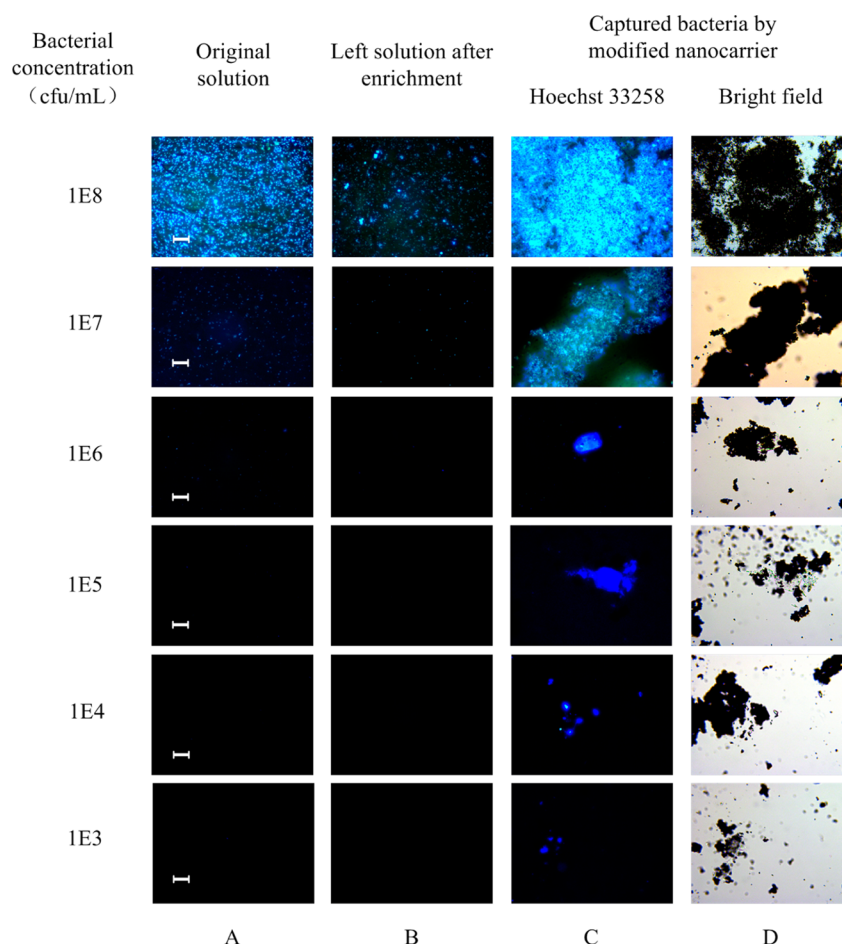 Bacterial
concentration
（cfu/mL）
Original
solution
Left solution after
enrichment
Captured bacteria by
modified nanocarrier
Hoechst 33258
Bright field
1E8
1E7
1E6
1E5
1E4
1E3
A
B
C
D